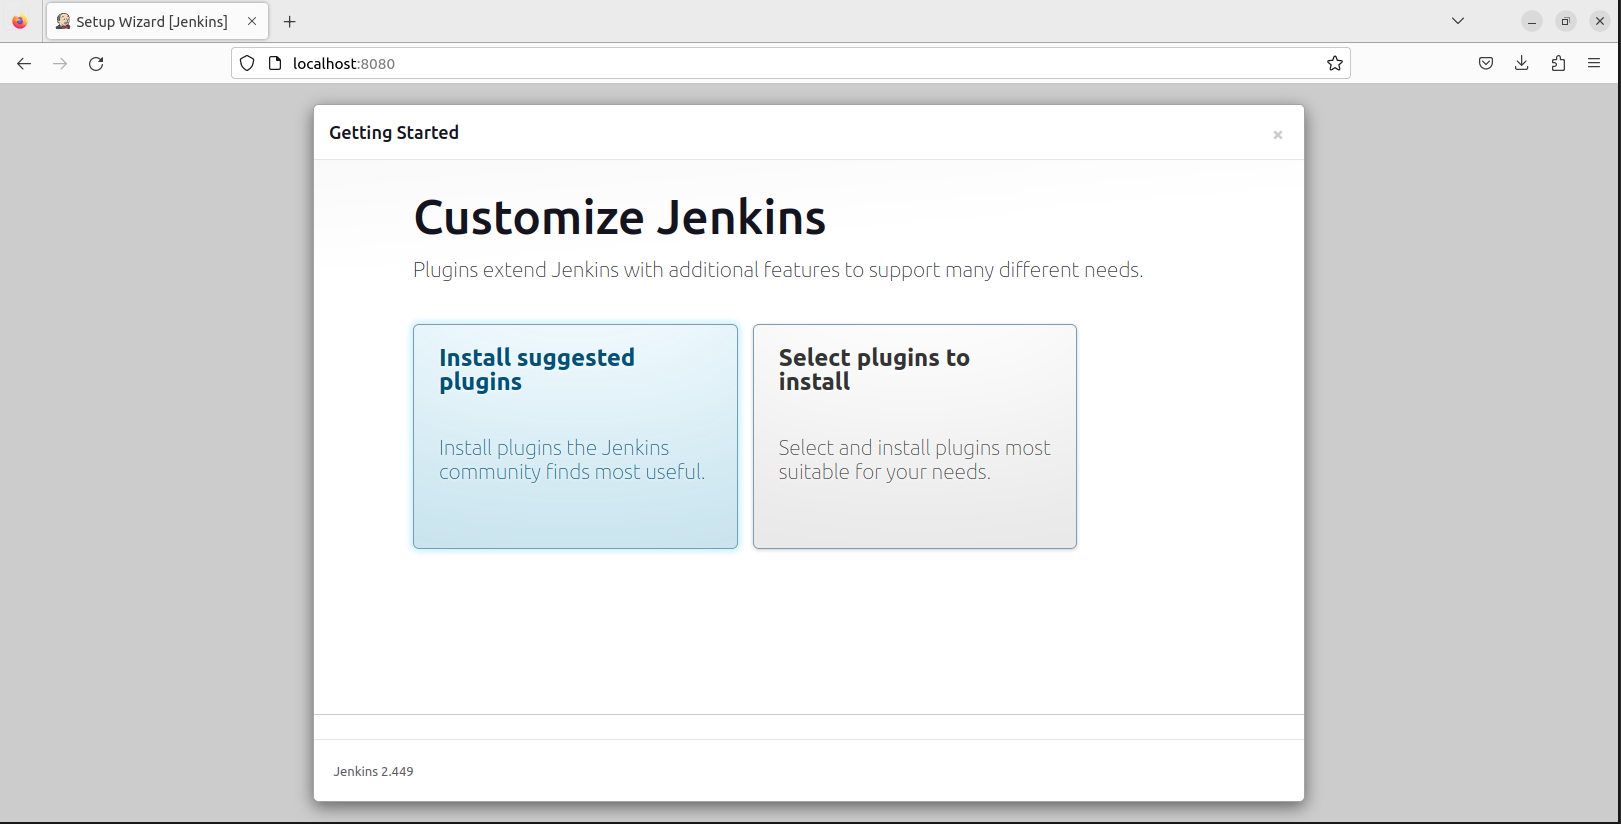 Setup Wizard [Jenkins]
localhost:8080
Getting Started
Customize Jenkins
Plugins extend Jenkins with additional features to support many different needs.
Install suggested
plugins
Install plugins the Jenkins
community finds most useful.
Select plugins to
install
Select and install plugins most
suitable for your needs.
Jenkins 2.449